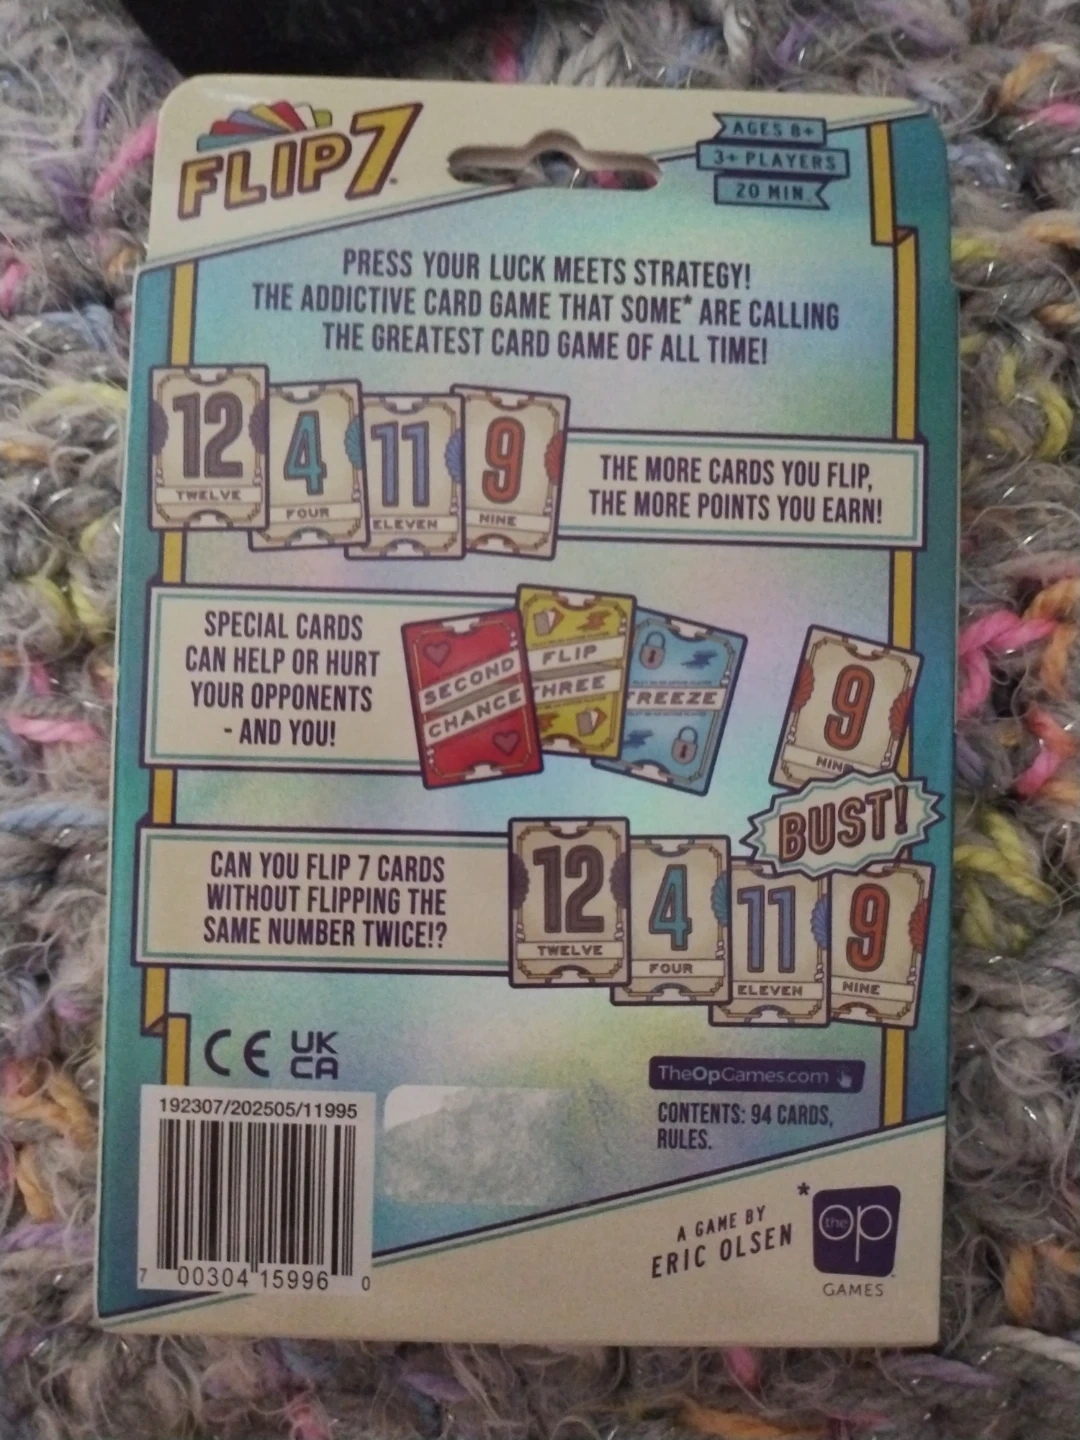 FLIP 7
AGES 8+
3+ PLAYERS
20 MIN.
PRESS YOUR LUCK MEETS STRATEGY!
THE ADDICTIVE CARD GAME THAT SOME* ARE CALLING
THE GREATEST CARD GAME OF ALL TIME!
12
TWELVE
4
FOUR
11
ELEVEN
9
NINE
THE MORE CARDS YOU FLIP,
THE MORE POINTS YOU EARN!
SPECIAL CARDS
CAN HELP OR HURT
YOUR OPPONENTS
- AND YOU!
SECOND
CHANCE
FLIP
THREE
FREEZE
9
NINE
BUST!
CAN YOU FLIP 7 CARDS
WITHOUT FLIPPING THE
SAME NUMBER TWICE!?
12
TWELVE
4
FOUR
11
ELEVEN
9
NINE
CE UK
CA
TheOpGames.com
CONTENTS: 94 CARDS,
RULES.
192307/202505/11995
7 00304 15996 0
A GAME BY
ERIC OLSEN
* the op
GAMES